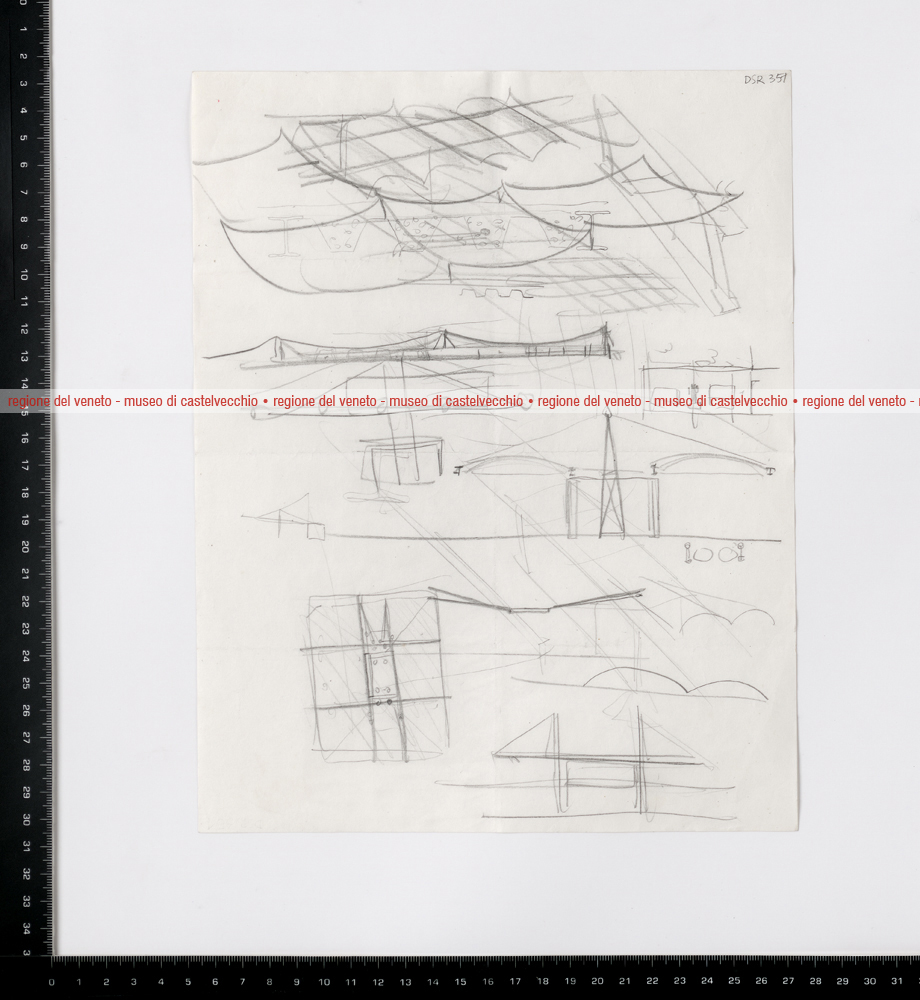 DSR 351
regione del veneto - museo di castelvecchio • regione del veneto - museo di castelvecchio • regione del veneto - museo di castelvecchio • regione del veneto -
0 1 2 3 4 5 6 7 8 9 10 11 12 13 14 15 16 17 18 19 20 21 22 23 24 25 26 27 28 29 30 31 32 33 34 3
0 1 2 3 4 5 6 7 8 9 10 11 12 13 14 15 16 17 18 19 20 21 22 23 24 25 26 27 28 29 30 31